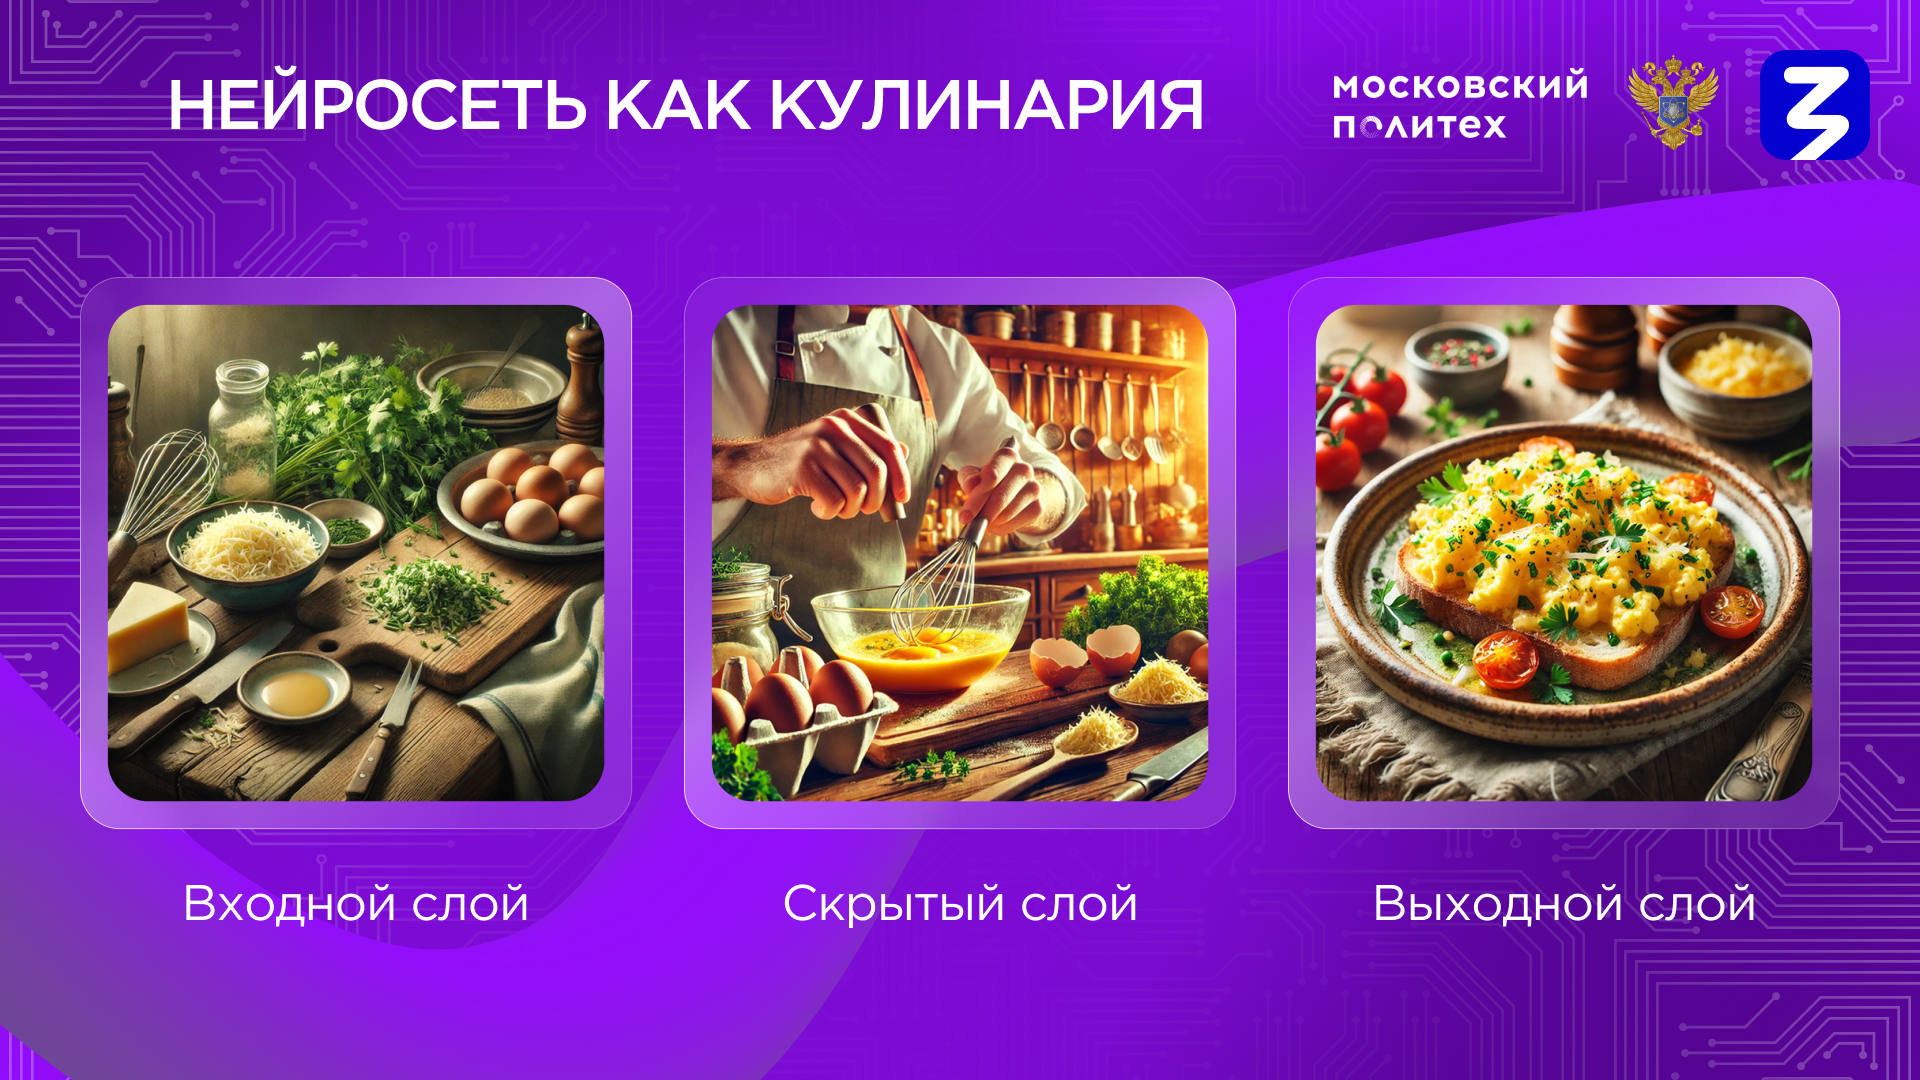 НЕЙРОСЕТЬ КАК КУЛИНАРИЯ
МОСКОВСКИЙ
ПОЛИТЕХ
Входной слой
Скрытый слой
Выходной слой